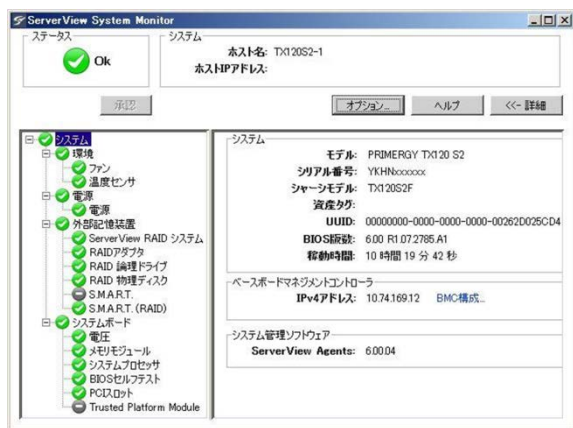 ServerView System Monitor
ステータス
Ok
システム
ホスト名: TX120S2-1
ホストIPアドレス:
承認
オプション...
ヘルプ
<<- 詳細
システム
環境
ファン
温度センサ
電源
電源
外部記憶装置
ServerView RAID システム
RAIDアダプタ
RAID 論理ドライブ
RAID 物理ディスク
S.M.A.R.T.
S.M.A.R.T. (RAID)
システムボード
電圧
メモリモジュール
システムプロセッサ
BIOSセルフテスト
PCIスロット
Trusted Platform Module
システム
モデル: PRIMERGY TX120 S2
シリアル番号: YKHNxxxxxx
シャーシモデル: TX120S2F
資産タグ:
UUID: 00000000-0000-0000-0000-00262D025CD4
BIOS版数: 6.00 R1.07.2785.A1
稼動時間: 10 時間 19 分 42 秒
ベースボードマネジメントコントローラ
IPv4アドレス: 10.74.169.12 BMC構成...
システム管理ソフトウェア
ServerView Agents: 6.00.04